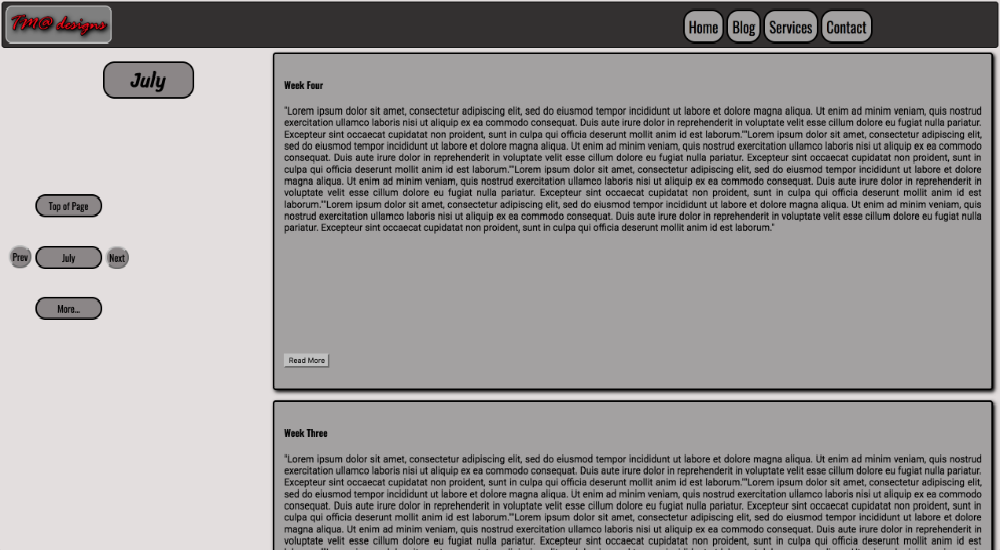 TM@ designs
Home Blog Services Contact
July
Top of Page
Prev July Next
More...
Week Four
"Lorem ipsum dolor sit amet, consectetur adipiscing elit, sed do eiusmod tempor incididunt ut labore et dolore magna aliqua. Ut enim ad minim veniam, quis nostrud
exercitation ullamco laboris nisi ut aliquip ex ea commodo consequat. Duis aute irure dolor in reprehenderit in voluptate velit esse cillum dolore eu fugiat nulla pariatur.
Excepteur sint occaecat cupidatat non proident, sunt in culpa qui officia deserunt mollit anim id est laborum.""Lorem ipsum dolor sit amet, consectetur adipiscing elit,
sed do eiusmod tempor incididunt ut labore et dolore magna aliqua. Ut enim ad minim veniam, quis nostrud exercitation ullamco laboris nisi ut aliquip ex ea commodo
consequat. Duis aute irure dolor in reprehenderit in voluptate velit esse cillum dolore eu fugiat nulla pariatur. Excepteur sint occaecat cupidatat non proident, sunt in
culpa qui officia deserunt mollit anim id est laborum.""Lorem ipsum dolor sit amet, consectetur adipiscing elit, sed do eiusmod tempor incididunt ut labore et dolore
magna aliqua. Ut enim ad minim veniam, quis nostrud exercitation ullamco laboris nisi ut aliquip ex ea commodo consequat. Duis aute irure dolor in reprehenderit in
voluptate velit esse cillum dolore eu fugiat nulla pariatur. Excepteur sint occaecat cupidatat non proident, sunt in culpa qui officia deserunt mollit anim id est
laborum.""Lorem ipsum dolor sit amet, consectetur adipiscing elit, sed do eiusmod tempor incididunt ut labore et dolore magna aliqua. Ut enim ad minim veniam, quis
nostrud exercitation ullamco laboris nisi ut aliquip ex ea commodo consequat. Duis aute irure dolor in reprehenderit in voluptate velit esse cillum dolore eu fugiat nulla
pariatur. Excepteur sint occaecat cupidatat non proident, sunt in culpa qui officia deserunt mollit anim id est laborum."
Read More
Week Three
"Lorem ipsum dolor sit amet, consectetur adipiscing elit, sed do eiusmod tempor incididunt ut labore et dolore magna aliqua. Ut enim ad minim veniam, quis nostrud
exercitation ullamco laboris nisi ut aliquip ex ea commodo consequat. Duis aute irure dolor in reprehenderit in voluptate velit esse cillum dolore eu fugiat nulla pariatur.
Excepteur sint occaecat cupidatat non proident, sunt in culpa qui officia deserunt mollit anim id est laborum.""Lorem ipsum dolor sit amet, consectetur adipiscing elit,
sed do eiusmod tempor incididunt ut labore et dolore magna aliqua. Ut enim ad minim veniam, quis nostrud exercitation ullamco laboris nisi ut aliquip ex ea commodo
consequat. Duis aute irure dolor in reprehenderit in voluptate velit esse cillum dolore eu fugiat nulla pariatur. Excepteur sint occaecat cupidatat non proident, sunt in
culpa qui officia deserunt mollit anim id est laborum.""Lorem ipsum dolor sit amet, consectetur adipiscing elit, sed do eiusmod tempor incididunt ut labore et dolore
magna aliqua. Ut enim ad minim veniam, quis nostrud exercitation ullamco laboris nisi ut aliquip ex ea commodo consequat. Duis aute irure dolor in reprehenderit in
voluptate velit esse cillum dolore eu fugiat nulla pariatur. Excepteur sint occaecat cupidatat non proident, sunt in culpa qui officia deserunt mollit anim id est